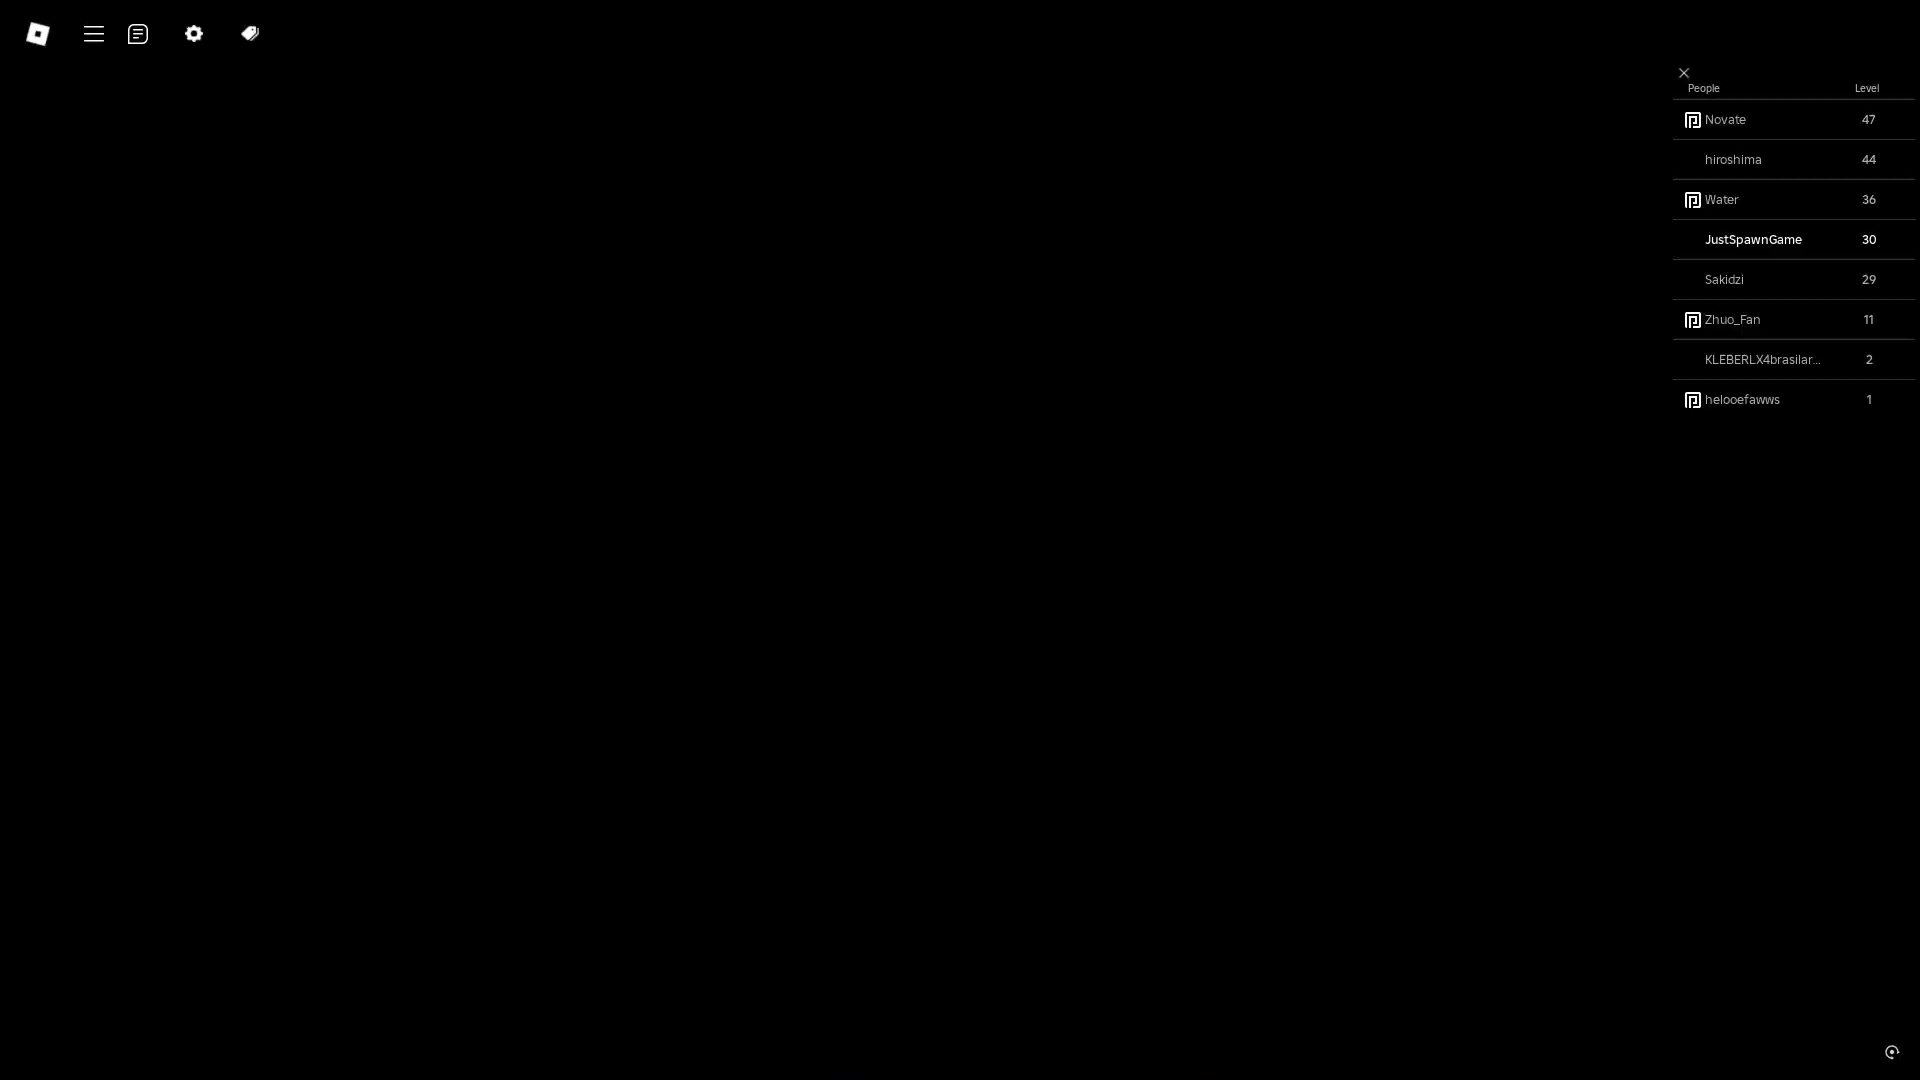 People Level
Novate 47
hiroshima 44
Water 36
JustSpawnGame 30
Sakidzi 29
Zhuo_Fan 11
KLEBERLX4brasilar... 2
helooefawws 1